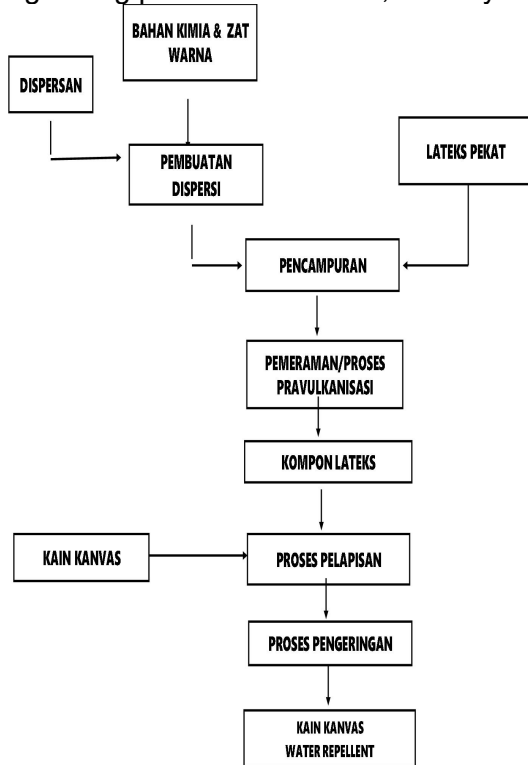 BAHAN KIMIA & ZAT
WARNA
DISPERSAN
PEMBUATAN
DISPERSI
LATEKS PEKAT
PENCAMPURAN
PEMERAMAN/PROSES
PRAVULKANISASI
KOMPON LATEKS
KAIN KANVAS
PROSES PELAPISAN
PROSES PENGERINGAN
KAIN KANVAS
WATER REPELLENT